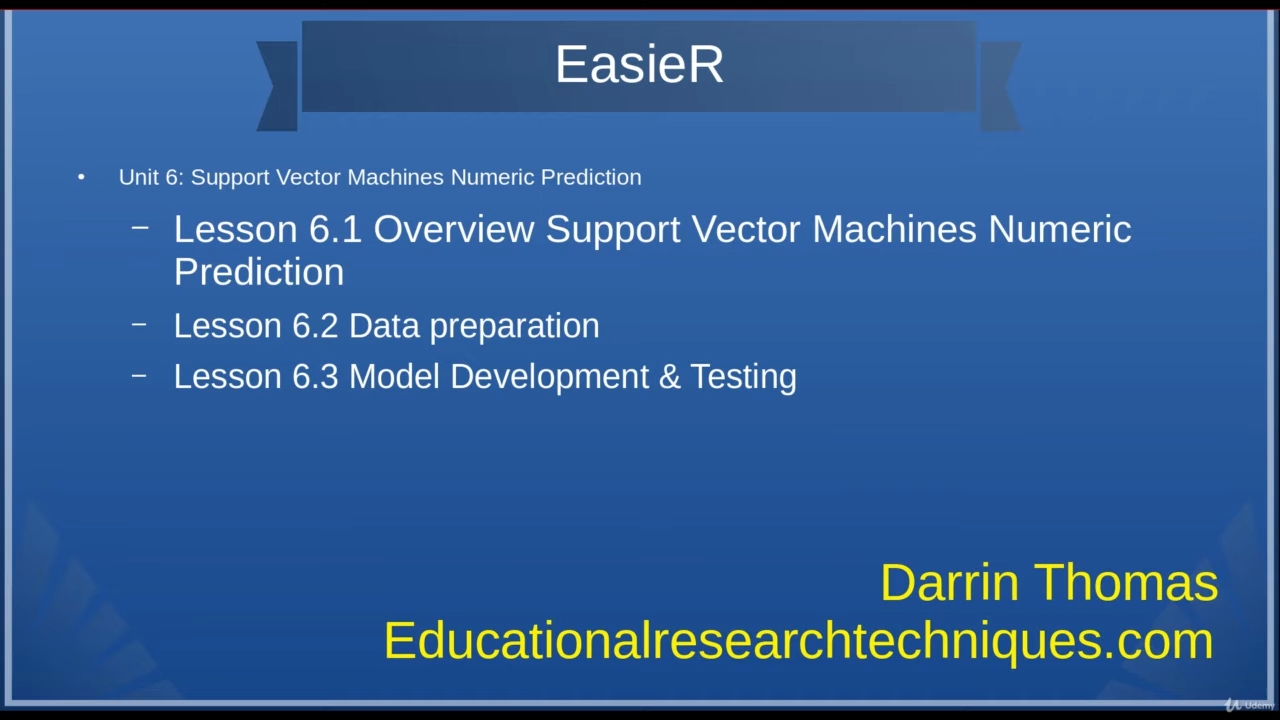 EasieR
• Unit 6: Support Vector Machines Numeric Prediction
– Lesson 6.1 Overview Support Vector Machines Numeric
Prediction
– Lesson 6.2 Data preparation
– Lesson 6.3 Model Development & Testing
Darrin Thomas
Educationalresearchtechniques.com
Udemy